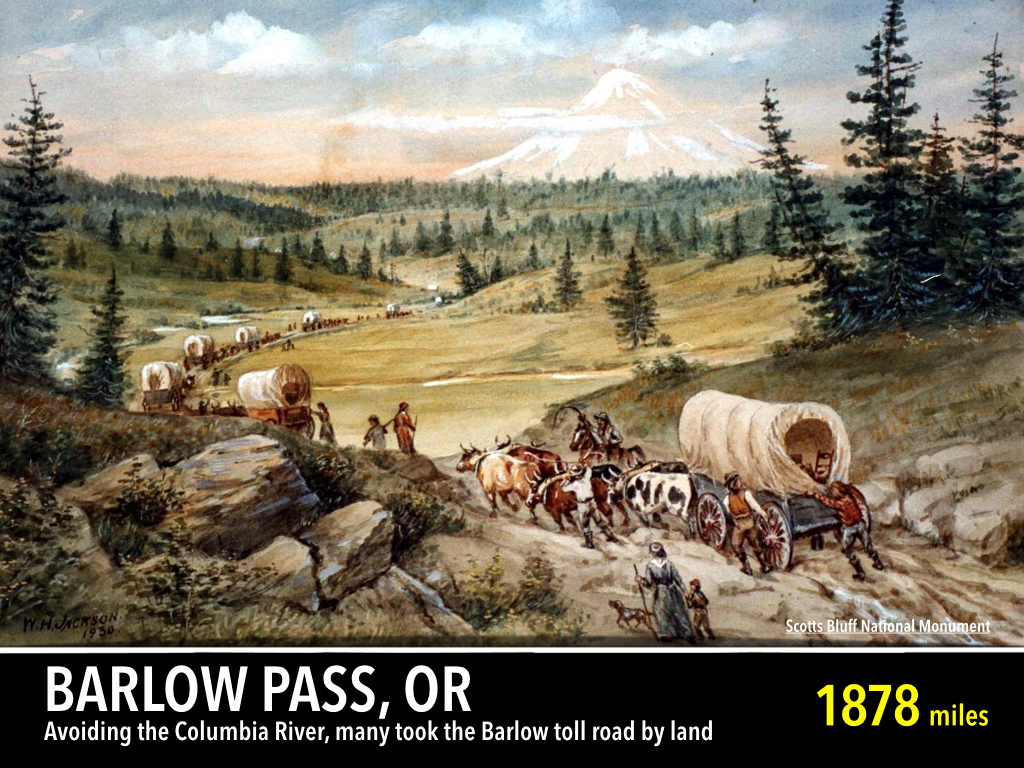 W.H. JACKSON.
1930
Scotts Bluff National Monument
BARLOW PASS, OR
Avoiding the Columbia River, many took the Barlow toll road by land
1878 miles